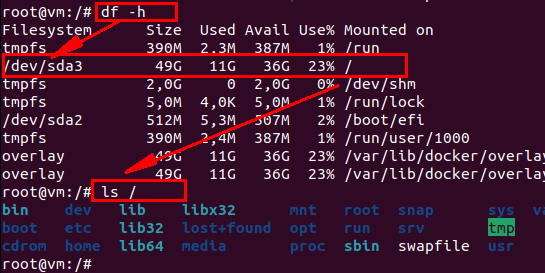 root@vm:/# df -h
Filesystem Size Used Avail Use% Mounted on
tmpfs 390M 2,3M 387M 1% /run
/dev/sda3 49G 11G 36G 23% /
tmpfs 2,0G 0 2,0G 0% /dev/shm
tmpfs 5,0M 4,0K 5,0M 1% /run/lock
/dev/sda2 512M 5,3M 507M 2% /boot/efi
tmpfs 390M 2,4M 387M 1% /run/user/1000
overlay 49G 11G 36G 23% /var/lib/docker/overlay
overlay 49G 11G 36G 23% /var/lib/docker/overlay
root@vm:/# ls /
bin dev lib libx32 mnt root snap sys va
boot etc lib32 lost+found opt run srv tmp
cdrom home lib64 media proc sbin swapfile usr
root@vm:/#